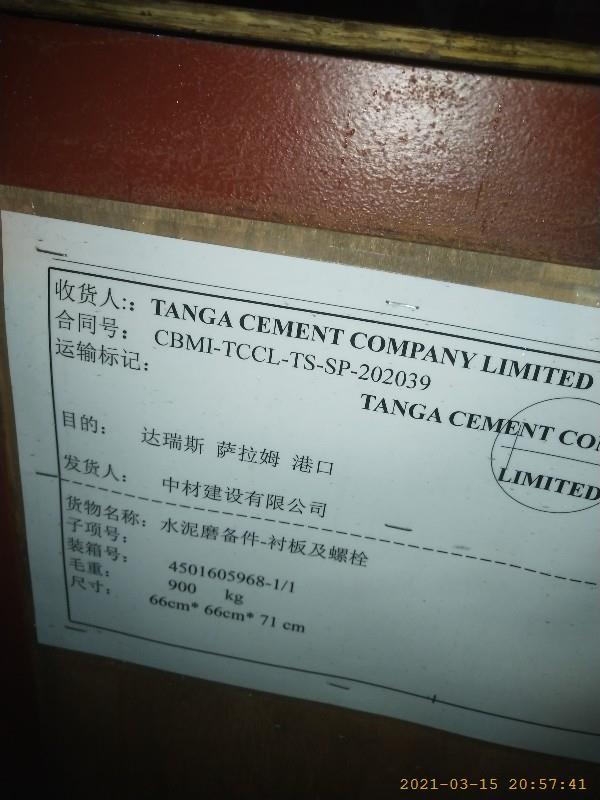 收货人:: TANGA CEMENT COMPANY LIMITED
合同号: CBMI-TCCL-TS-SP-202039
运输标记:
TANGA CEMENT
LIMITED
目的: 达瑞斯 萨拉姆 港口
发货人: 中材建设有限公司
货物名称: 水泥磨备件-衬板及螺栓
子项号:
装箱号: 4501605968-1/1
毛重: 900 kg
尺寸: 66cm* 66cm* 71 cm
2021-03-15 20:57:41